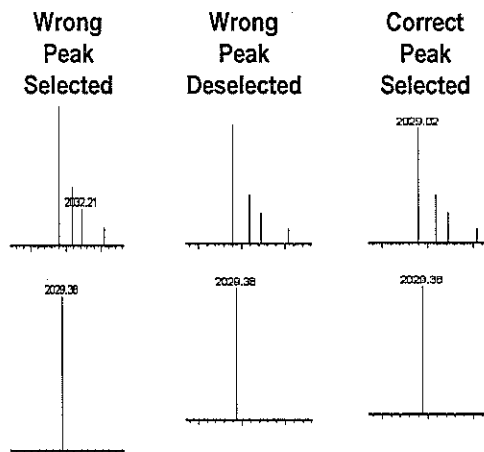 Wrong
Peak
Selected
Wrong
Peak
Deselected
Correct
Peak
Selected
2032.21
2029.02
2029.38
2029.38
2029.38